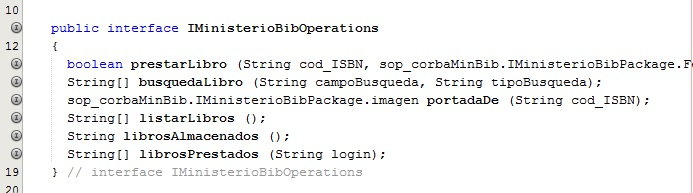 10
public interface IMinisterioBibOperations
12 {
boolean prestarLibro (String cod_ISBN, sop_corbaMinBib.IMinisterioBibPackage.F
String[] busquedaLibro (String campoBusqueda, String tipoBusqueda);
sop_corbaMinBib.IMinisterioBibPackage.imagen portadaDe (String cod_ISBN);
String[] listarLibros ();
String librosAlmacenados ();
String[] librosPrestados (String login);
19 } // interface IMinisterioBibOperations
20